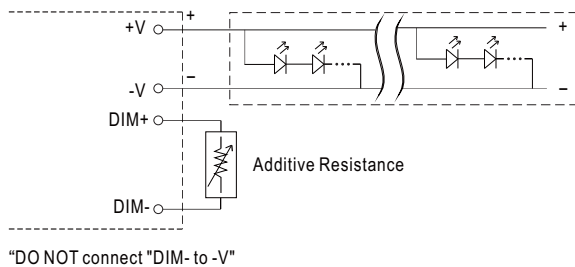 +V
+
+
-V
−
−
DIM+
Additive Resistance
DIM-
“DO NOT connect "DIM- to -V"